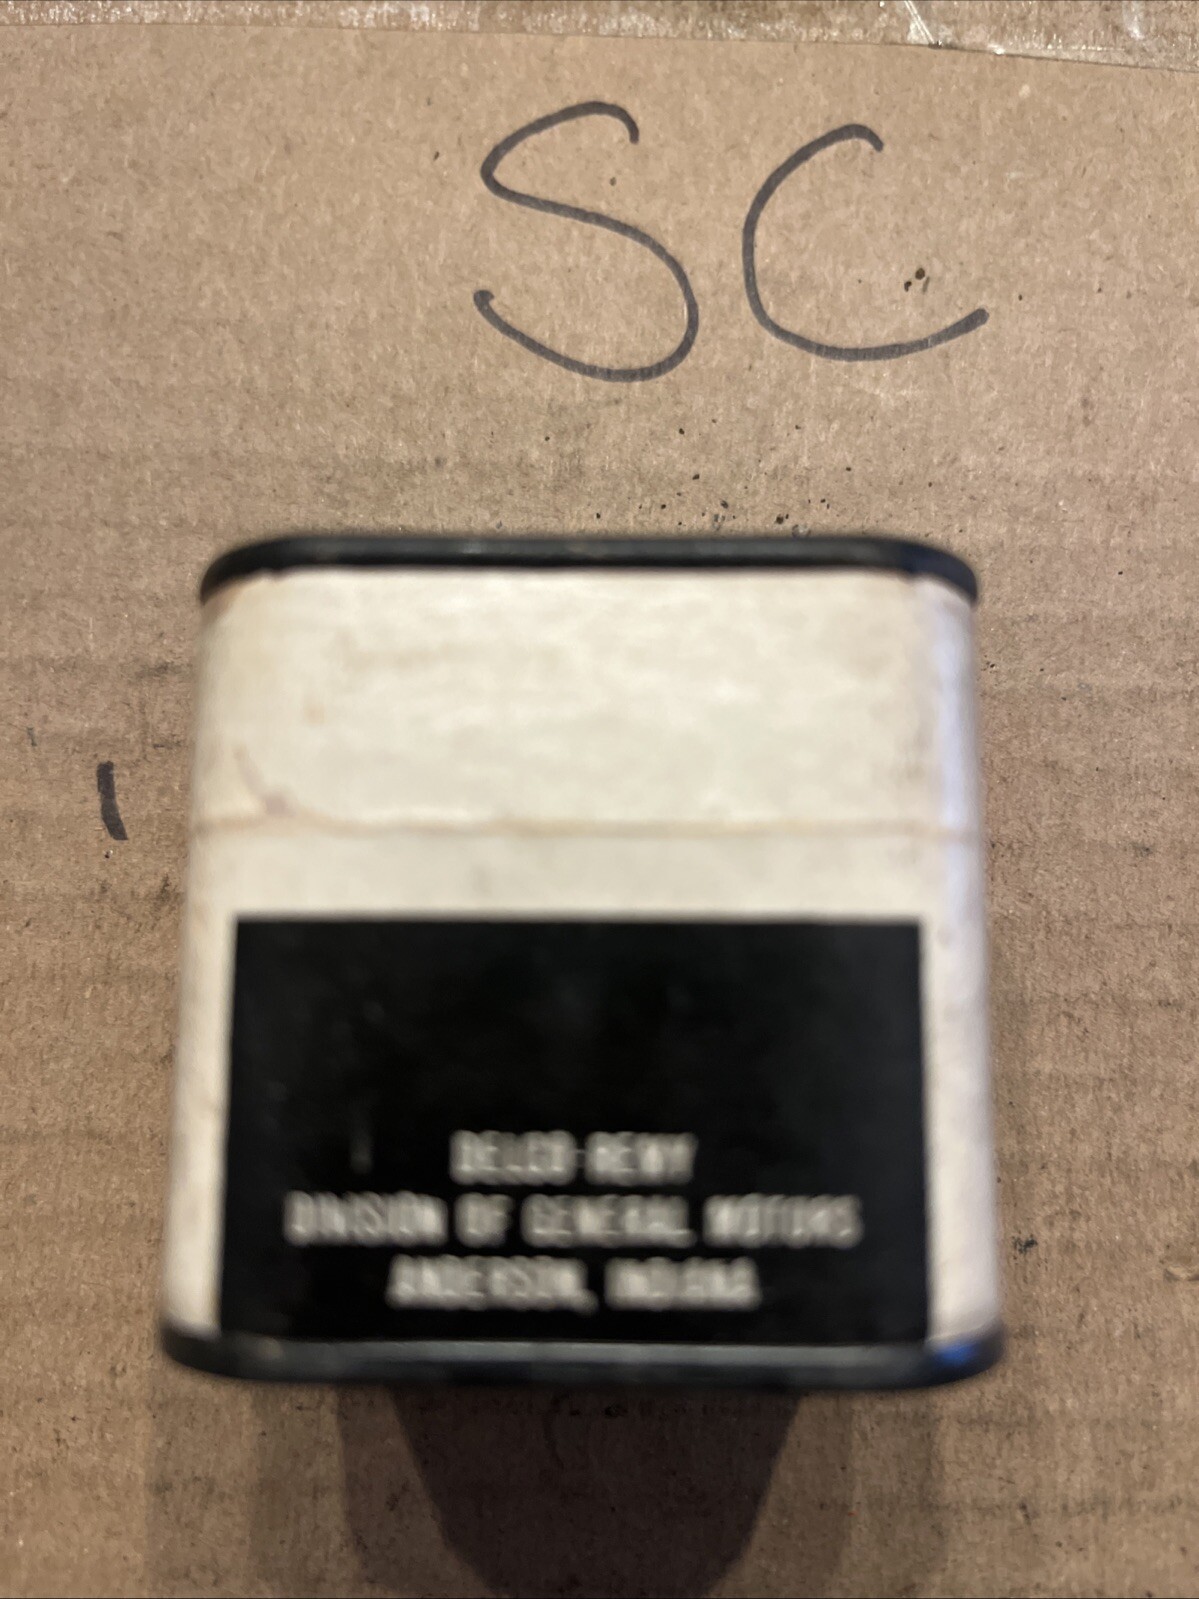 SC
DELCO-REMY
DIVISION OF GENERAL MOTORS
ANDERSON, INDIANA